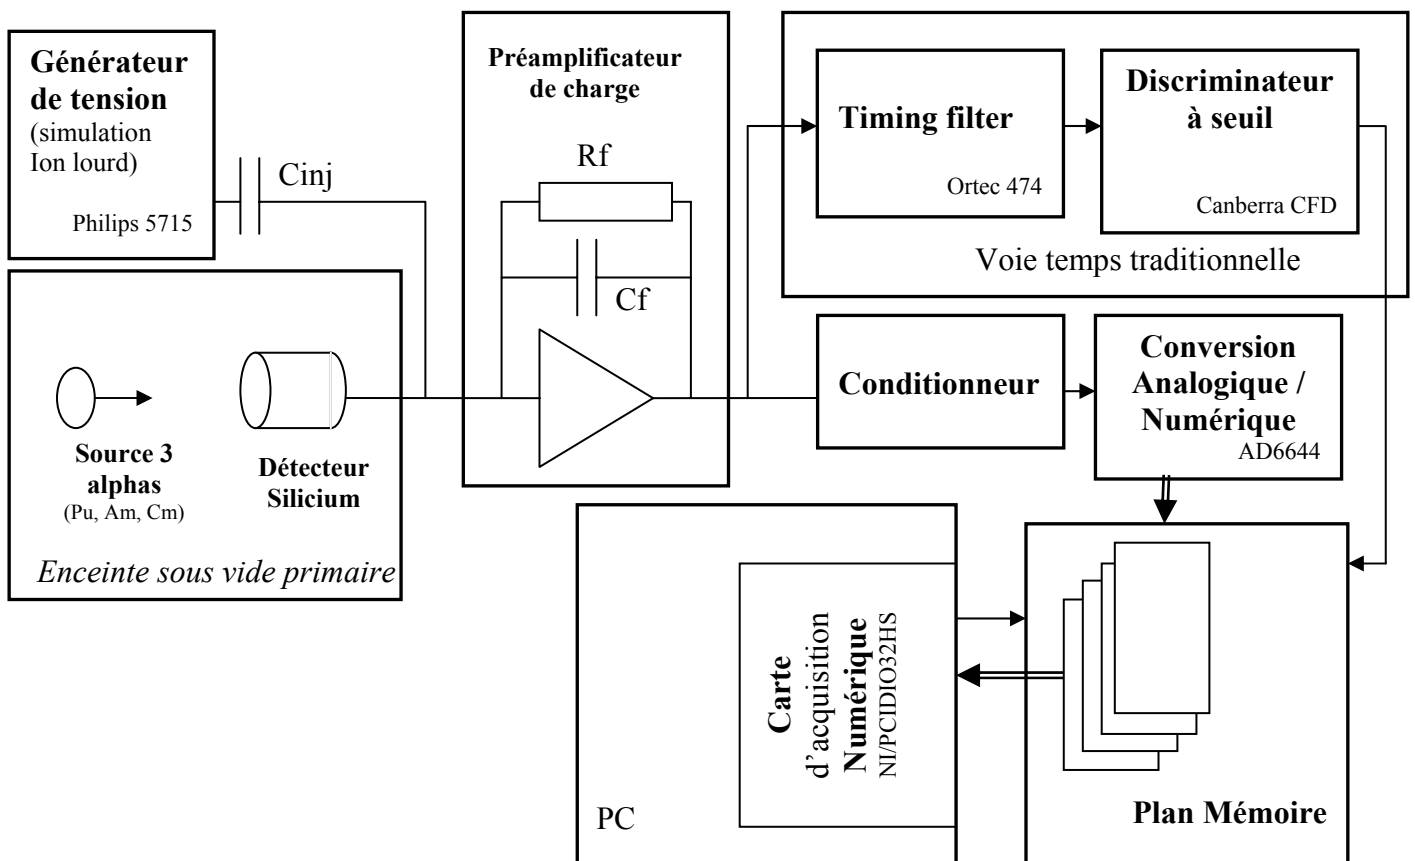 Générateur
de tension
(simulation
Ion lourd)
Philips 5715
Cinj
Préamplificateur
de charge
Rf
Cf
Timing filter
Ortec 474
Discriminateur
à seuil
Canberra CFD
Voie temps traditionnelle
Source 3
alphas
(Pu, Am, Cm)
Détecteur
Silicium
Enceinte sous vide primaire
Conditionneur
Conversion
Analogique /
Numérique
AD6644
PC
Carte
d'acquisition
Numérique
NI/PCIDIO32HS
Plan Mémoire